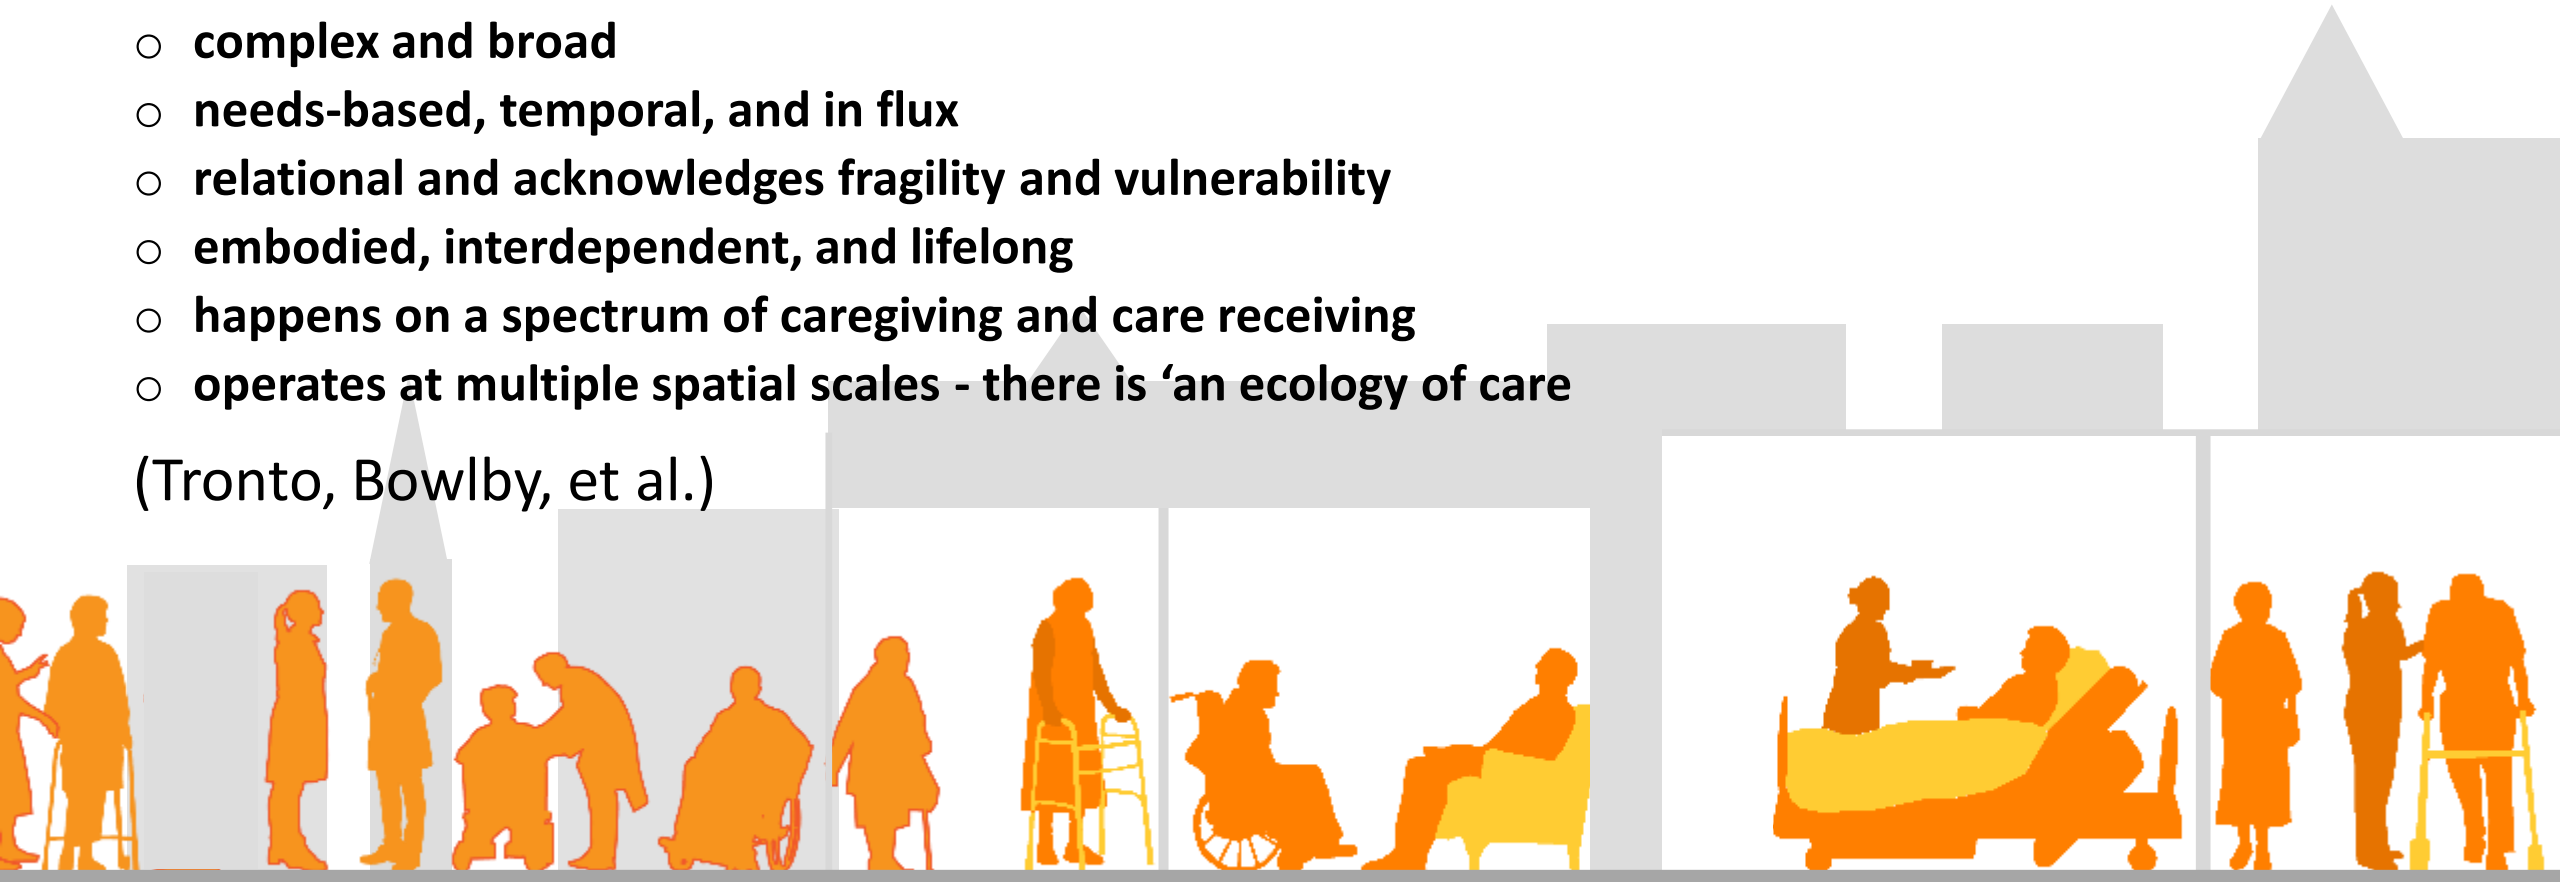 ○ complex and broad
○ needs-based, temporal, and in flux
○ relational and acknowledges fragility and vulnerability
○ embodied, interdependent, and lifelong
○ happens on a spectrum of caregiving and care receiving
○ operates at multiple spatial scales - there is ‘an ecology of care
(Tronto, Bowlby, et al.)